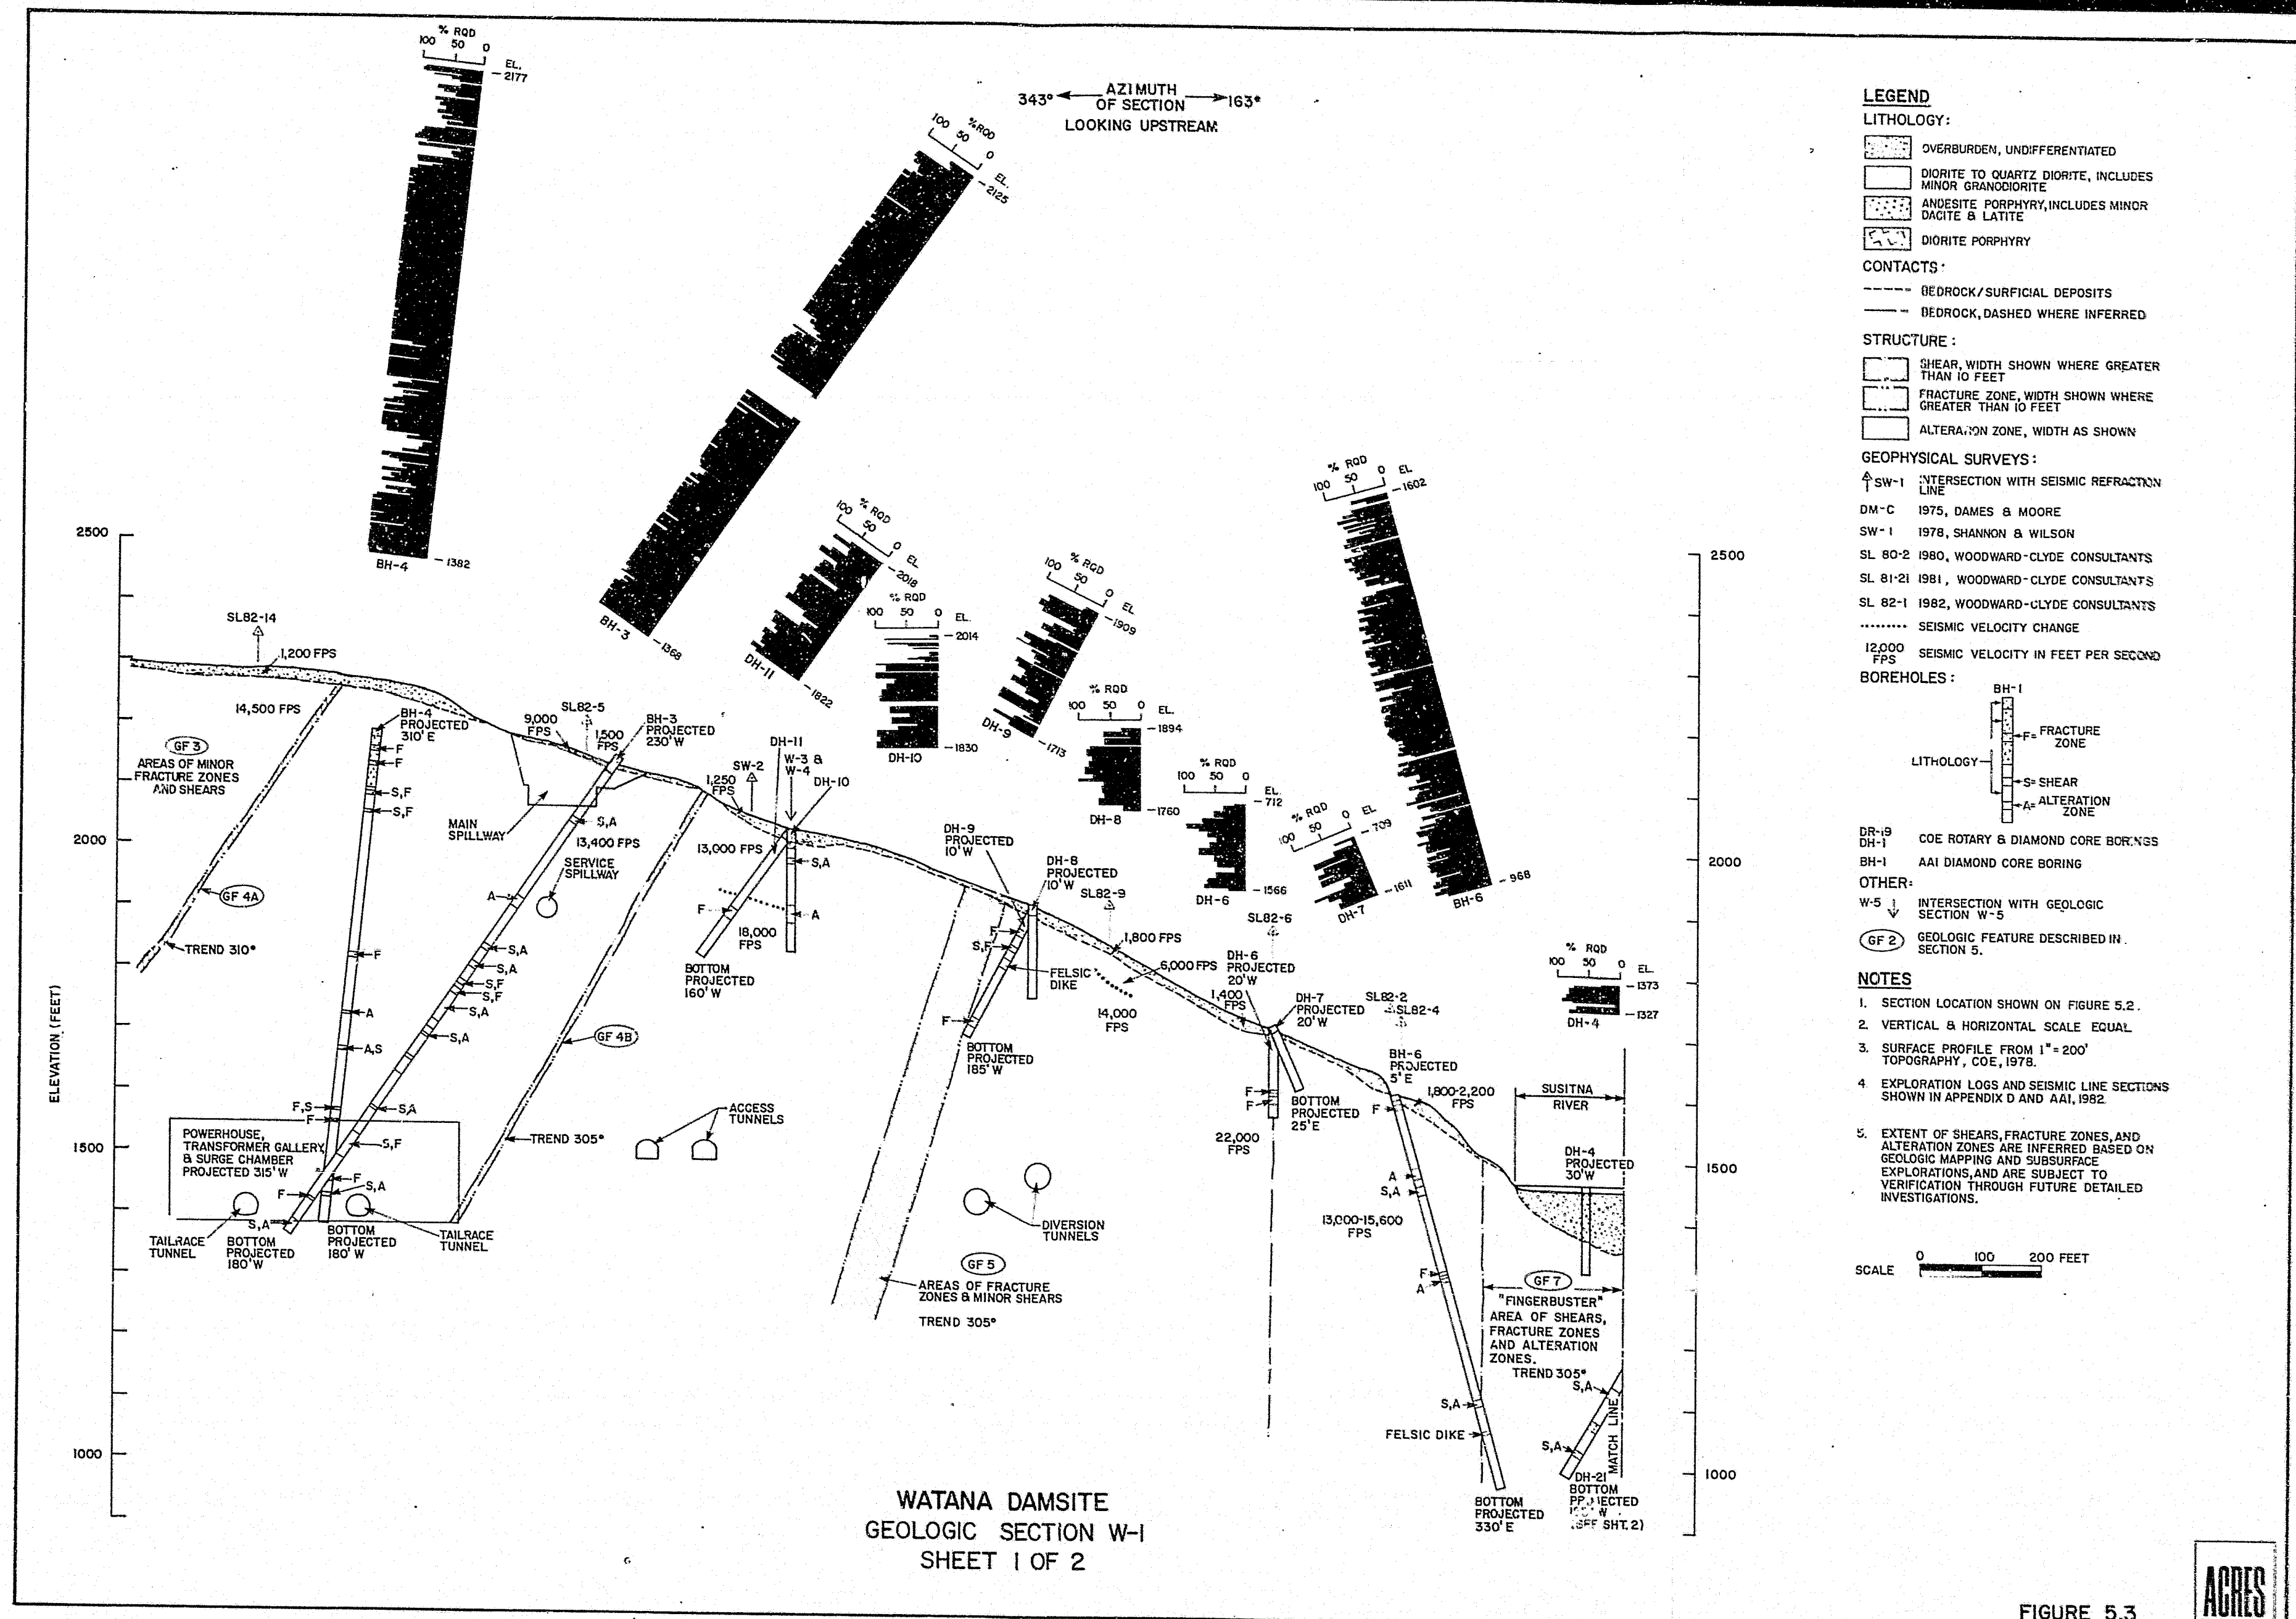 % RQD
100 50 0
EL.
2177
BH-4
1382
343° AZIMUTH OF SECTION 163°
LOOKING UPSTREAM
% RQD
100 50 0
EL.
2125
BH-3
1368
% RQD
100 50 0
EL
2018
DH-11
1822
% RQD
100 50 0
EL.
2014
1830
DH-10
% RQD
100 50 0
EL
1909
DH-9
1713
% RQD
100 50 0
EL.
1894
1760
DH-8
% RQD
100 50 0
EL.
712
1566
DH-6
% RQD
100 50 0
EL
709
DH-7
1611
% RQD
100 50 0
EL
1602
BH-6
968
% RQD
100 50 0
EL.
1373
1327
DH-4
ELEVATION (FEET)
2500
2000
1500
1000
2500
2000
1500
1000
SL82-14
1,200 FPS
14,500 FPS
GF 3
AREAS OF MINOR
FRACTURE ZONES
AND SHEARS
GF 4A
TREND 310°
BH-4
PROJECTED
310' E
F
F
S,F
S,F
F
A
A,S
F,S
F
F
S,A
9,000
FPS
SL82-5
1,500
FPS
BH-3
PROJECTED
230' W
MAIN
SPILLWAY
S,A
13,400 FPS
SERVICE
SPILLWAY
A
S,A
S,A
S,F
S,F
S,A
S,A
S,A
S,F
F
S,A
POWERHOUSE,
TRANSFORMER GALLERY,
& SURGE CHAMBER
PROJECTED 315' W
TAILRACE
TUNNEL
BOTTOM
PROJECTED
180' W
BOTTOM
PROJECTED
180' W
TAILRACE
TUNNEL
GF 4B
TREND 305°
ACCESS
TUNNELS
1,250
FPS
SW-2
DH-11
W-3 &
W-4
DH-10
13,000 FPS
S,A
F
A
18,000
FPS
BOTTOM
PROJECTED
160' W
DH-9
PROJECTED
10' W
DH-8
PROJECTED
10' W
F
S,F
FELSIC
DIKE
F
BOTTOM
PROJECTED
185' W
DIVERSION
TUNNELS
GF 5
AREAS OF FRACTURE
ZONES & MINOR SHEARS
TREND 305°
SL82-9
1,800 FPS
6,000 FPS
14,000
FPS
SL82-6
DH-6
PROJECTED
20' W
1,400
FPS
DH-7
PROJECTED
20' W
F
F
BOTTOM
PROJECTED
25' E
22,000
FPS
SL82-2
SL82-4
BH-6
PROJECTED
5' E
F
1,800-2,200
FPS
A
S,A
13,000-15,600
FPS
F
A
S,A
FELSIC DIKE
BOTTOM
PROJECTED
330' E
SUSITNA
RIVER
DH-4
PROJECTED
30' W
GF 7
"FINGERBUSTER"
AREA OF SHEARS,
FRACTURE ZONES
AND ALTERATION
ZONES.
TREND 305°
S,A
S,A
MATCH LINE
DH-21
BOTTOM
PROJECTED
W
(SEE SHT. 2)
WATANA DAMSITE
GEOLOGIC SECTION W-1
SHEET 1 OF 2
LEGEND
LITHOLOGY:
OVERBURDEN, UNDIFFERENTIATED
DIORITE TO QUARTZ DIORITE, INCLUDES
MINOR GRANODIORITE
ANDESITE PORPHYRY, INCLUDES MINOR
DACITE & LATITE
DIORITE PORPHYRY
CONTACTS:
BEDROCK/SURFICIAL DEPOSITS
BEDROCK, DASHED WHERE INFERRED
STRUCTURE:
SHEAR, WIDTH SHOWN WHERE GREATER
THAN 10 FEET
FRACTURE ZONE, WIDTH SHOWN WHERE
GREATER THAN 10 FEET
ALTERATION ZONE, WIDTH AS SHOWN
GEOPHYSICAL SURVEYS:
SW-1 INTERSECTION WITH SEISMIC REFRACTION
LINE
DM-C 1975, DAMES & MOORE
SW-1 1978, SHANNON & WILSON
SL 80-2 1980, WOODWARD-CLYDE CONSULTANTS
SL 81-21 1981, WOODWARD-CLYDE CONSULTANTS
SL 82-1 1982, WOODWARD-CLYDE CONSULTANTS
SEISMIC VELOCITY CHANGE
12,000
FPS SEISMIC VELOCITY IN FEET PER SECOND
BOREHOLES:
BH-1
F= FRACTURE
ZONE
LITHOLOGY
S= SHEAR
A= ALTERATION
ZONE
DR-19
DH-1 COE ROTARY & DIAMOND CORE BORINGS
BH-1 AAI DIAMOND CORE BORING
OTHER:
W-5 INTERSECTION WITH GEOLOGIC
SECTION W-5
GF 2 GEOLOGIC FEATURE DESCRIBED IN
SECTION 5.
NOTES
1. SECTION LOCATION SHOWN ON FIGURE 5.2.
2. VERTICAL & HORIZONTAL SCALE EQUAL
3. SURFACE PROFILE FROM 1"=200'
TOPOGRAPHY, COE, 1978.
4 EXPLORATION LOGS AND SEISMIC LINE SECTIONS
SHOWN IN APPENDIX D AND AAI, 1982.
5. EXTENT OF SHEARS, FRACTURE ZONES, AND
ALTERATION ZONES ARE INFERRED BASED ON
GEOLOGIC MAPPING AND SUBSURFACE
EXPLORATIONS, AND ARE SUBJECT TO
VERIFICATION THROUGH FUTURE DETAILED
INVESTIGATIONS.
SCALE 0 100 200 FEET
ACRES
FIGURE 5.3